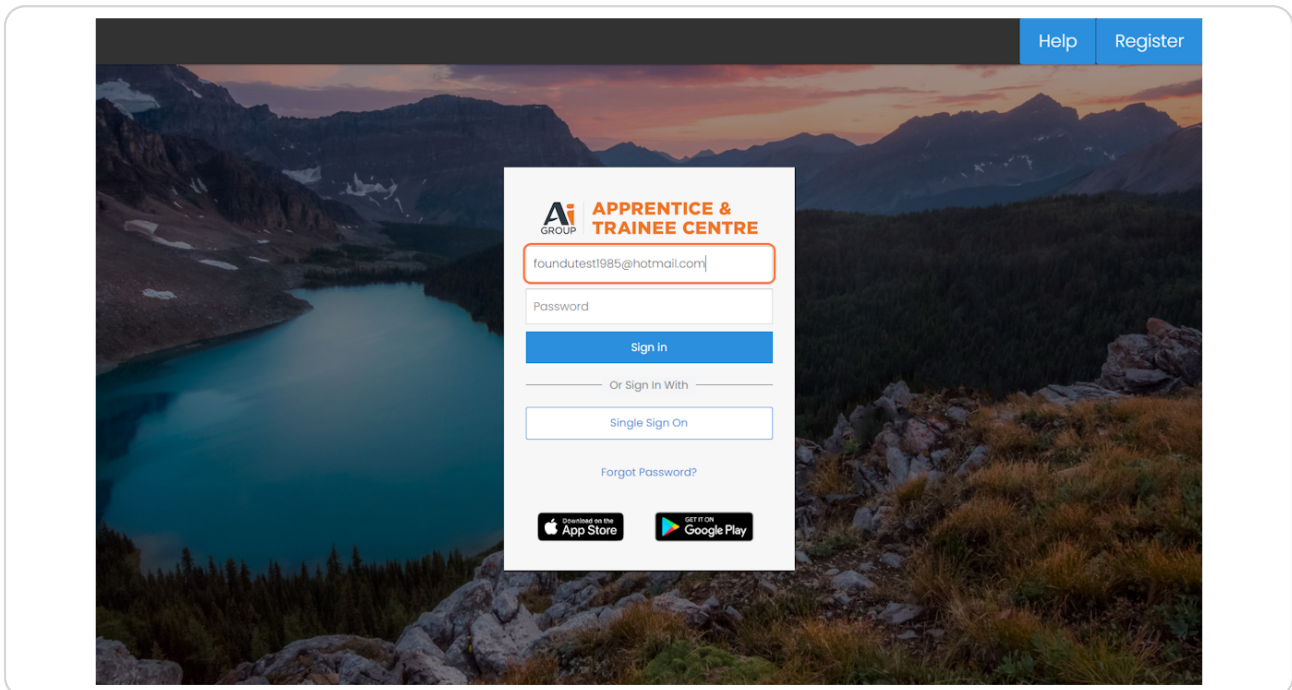 Help Register
Ai
GROUP
APPRENTICE &
TRAINEE CENTRE
foundutest1985@hotmail.com
Password
Sign in
Or Sign In With
Single Sign On
Forgot Password?
Download on the
App Store
GET IT ON
Google Play